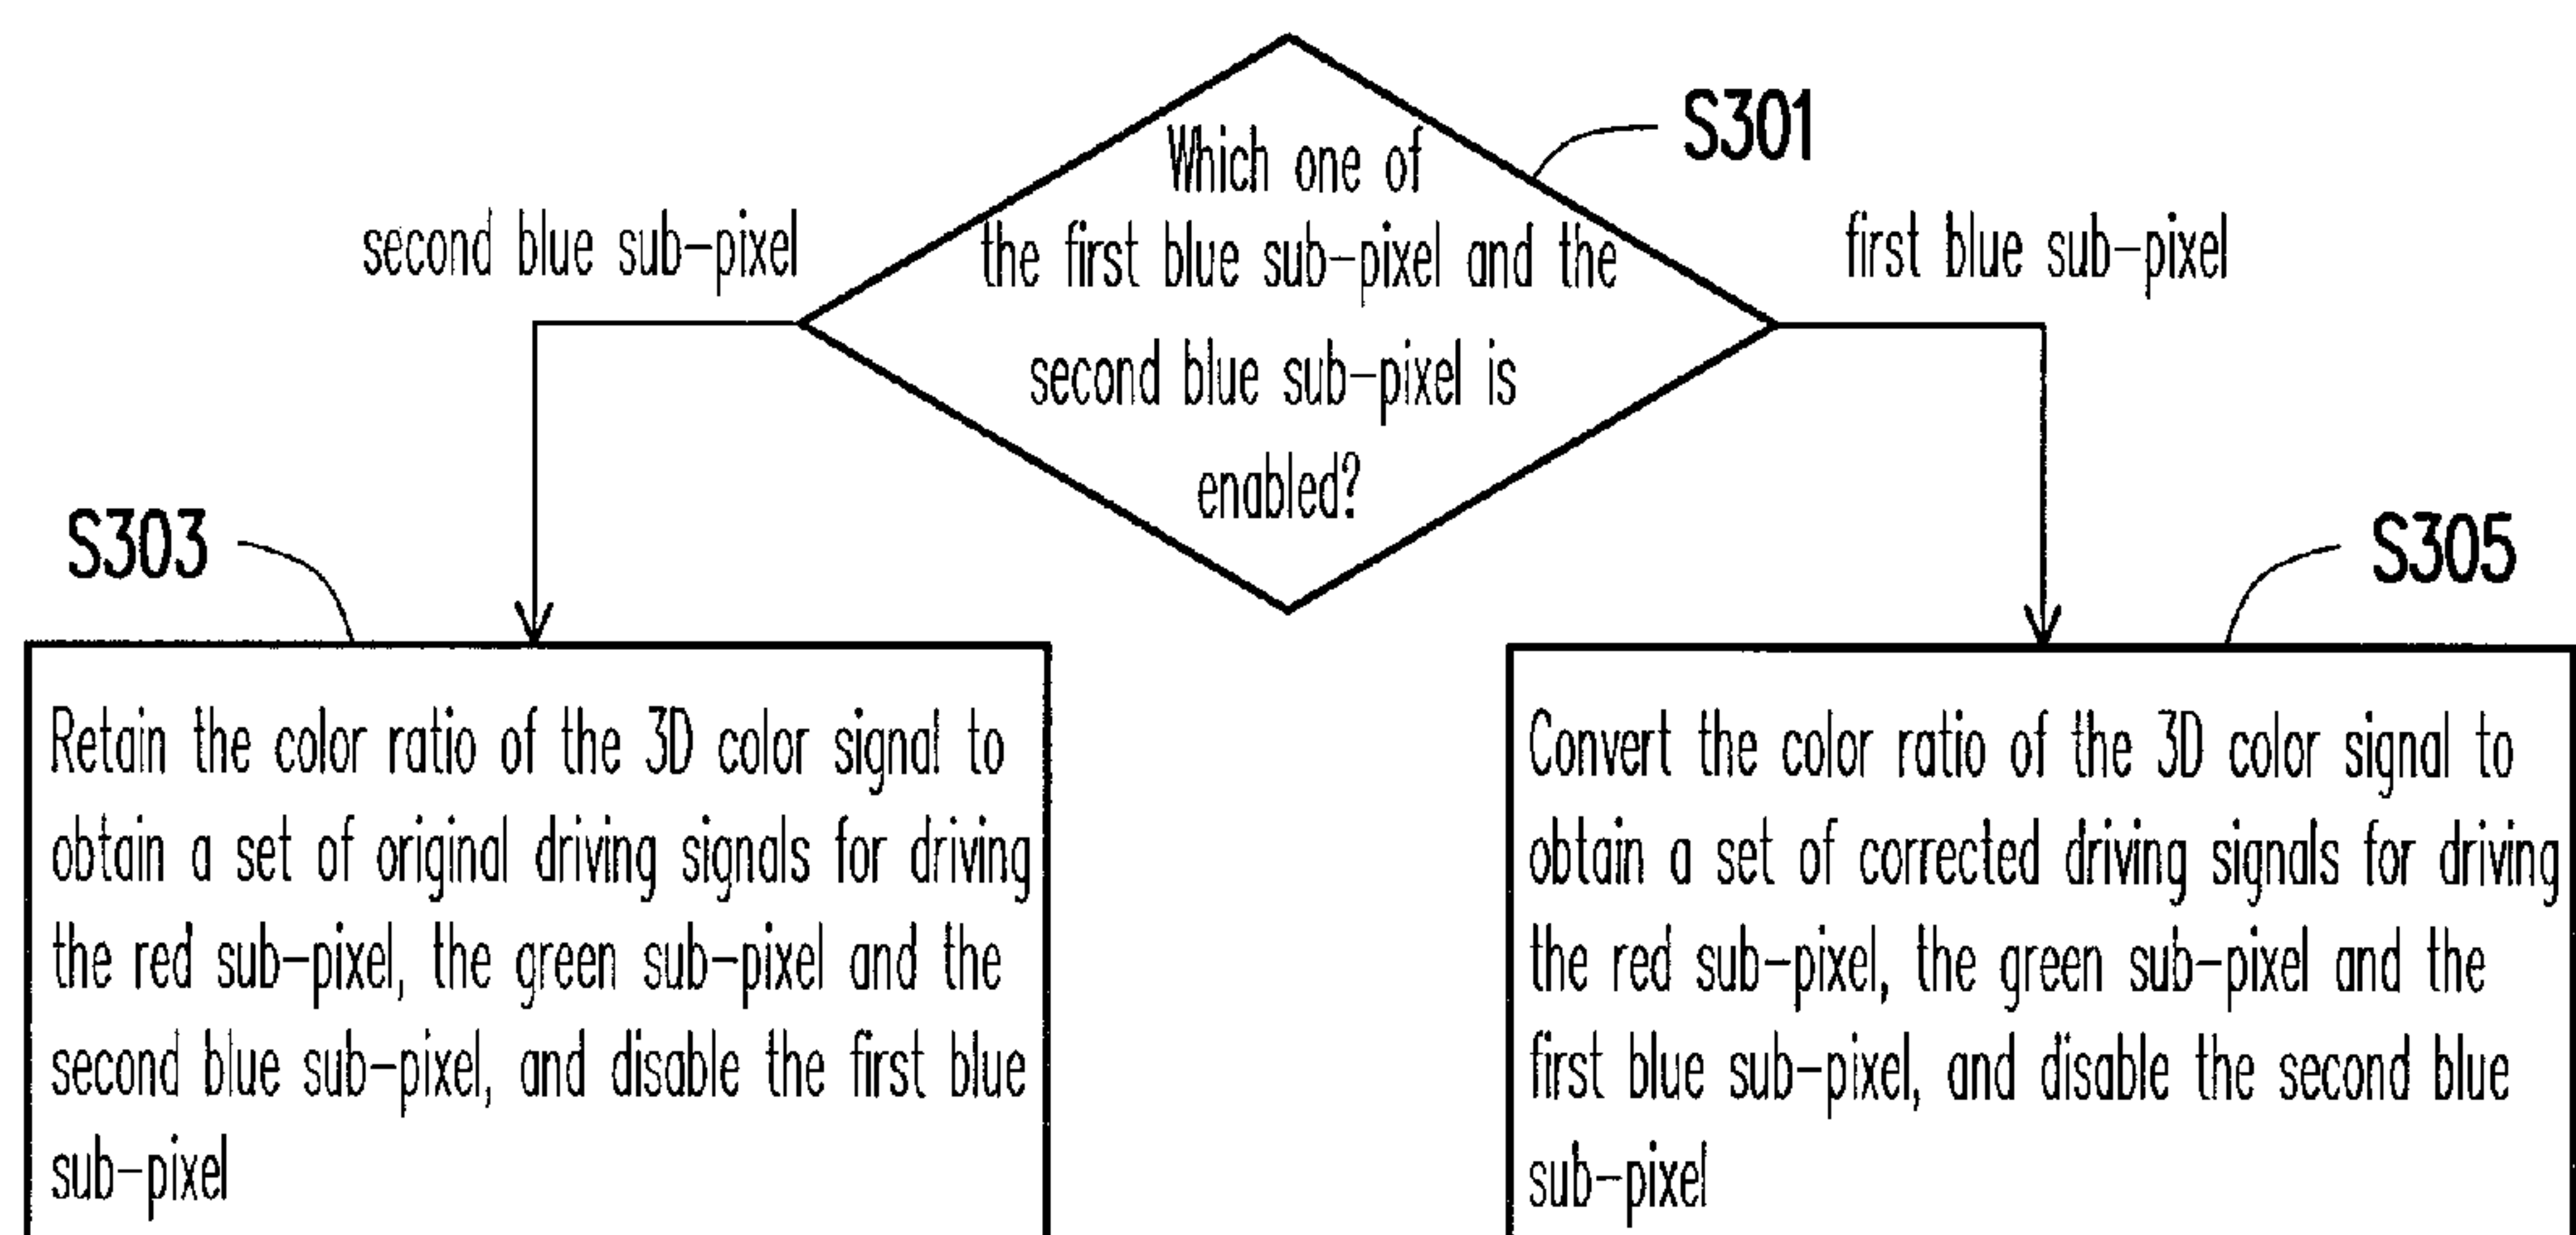 S301
Which one of
the first blue sub-pixel and the
second blue sub-pixel is
enabled?
second blue sub-pixel
first blue sub-pixel
S303
Retain the color ratio of the 3D color signal to
obtain a set of original driving signals for driving
the red sub-pixel, the green sub-pixel and the
second blue sub-pixel, and disable the first blue
sub-pixel
S305
Convert the color ratio of the 3D color signal to
obtain a set of corrected driving signals for driving
the red sub-pixel, the green sub-pixel and the
first blue sub-pixel, and disable the second blue
sub-pixel